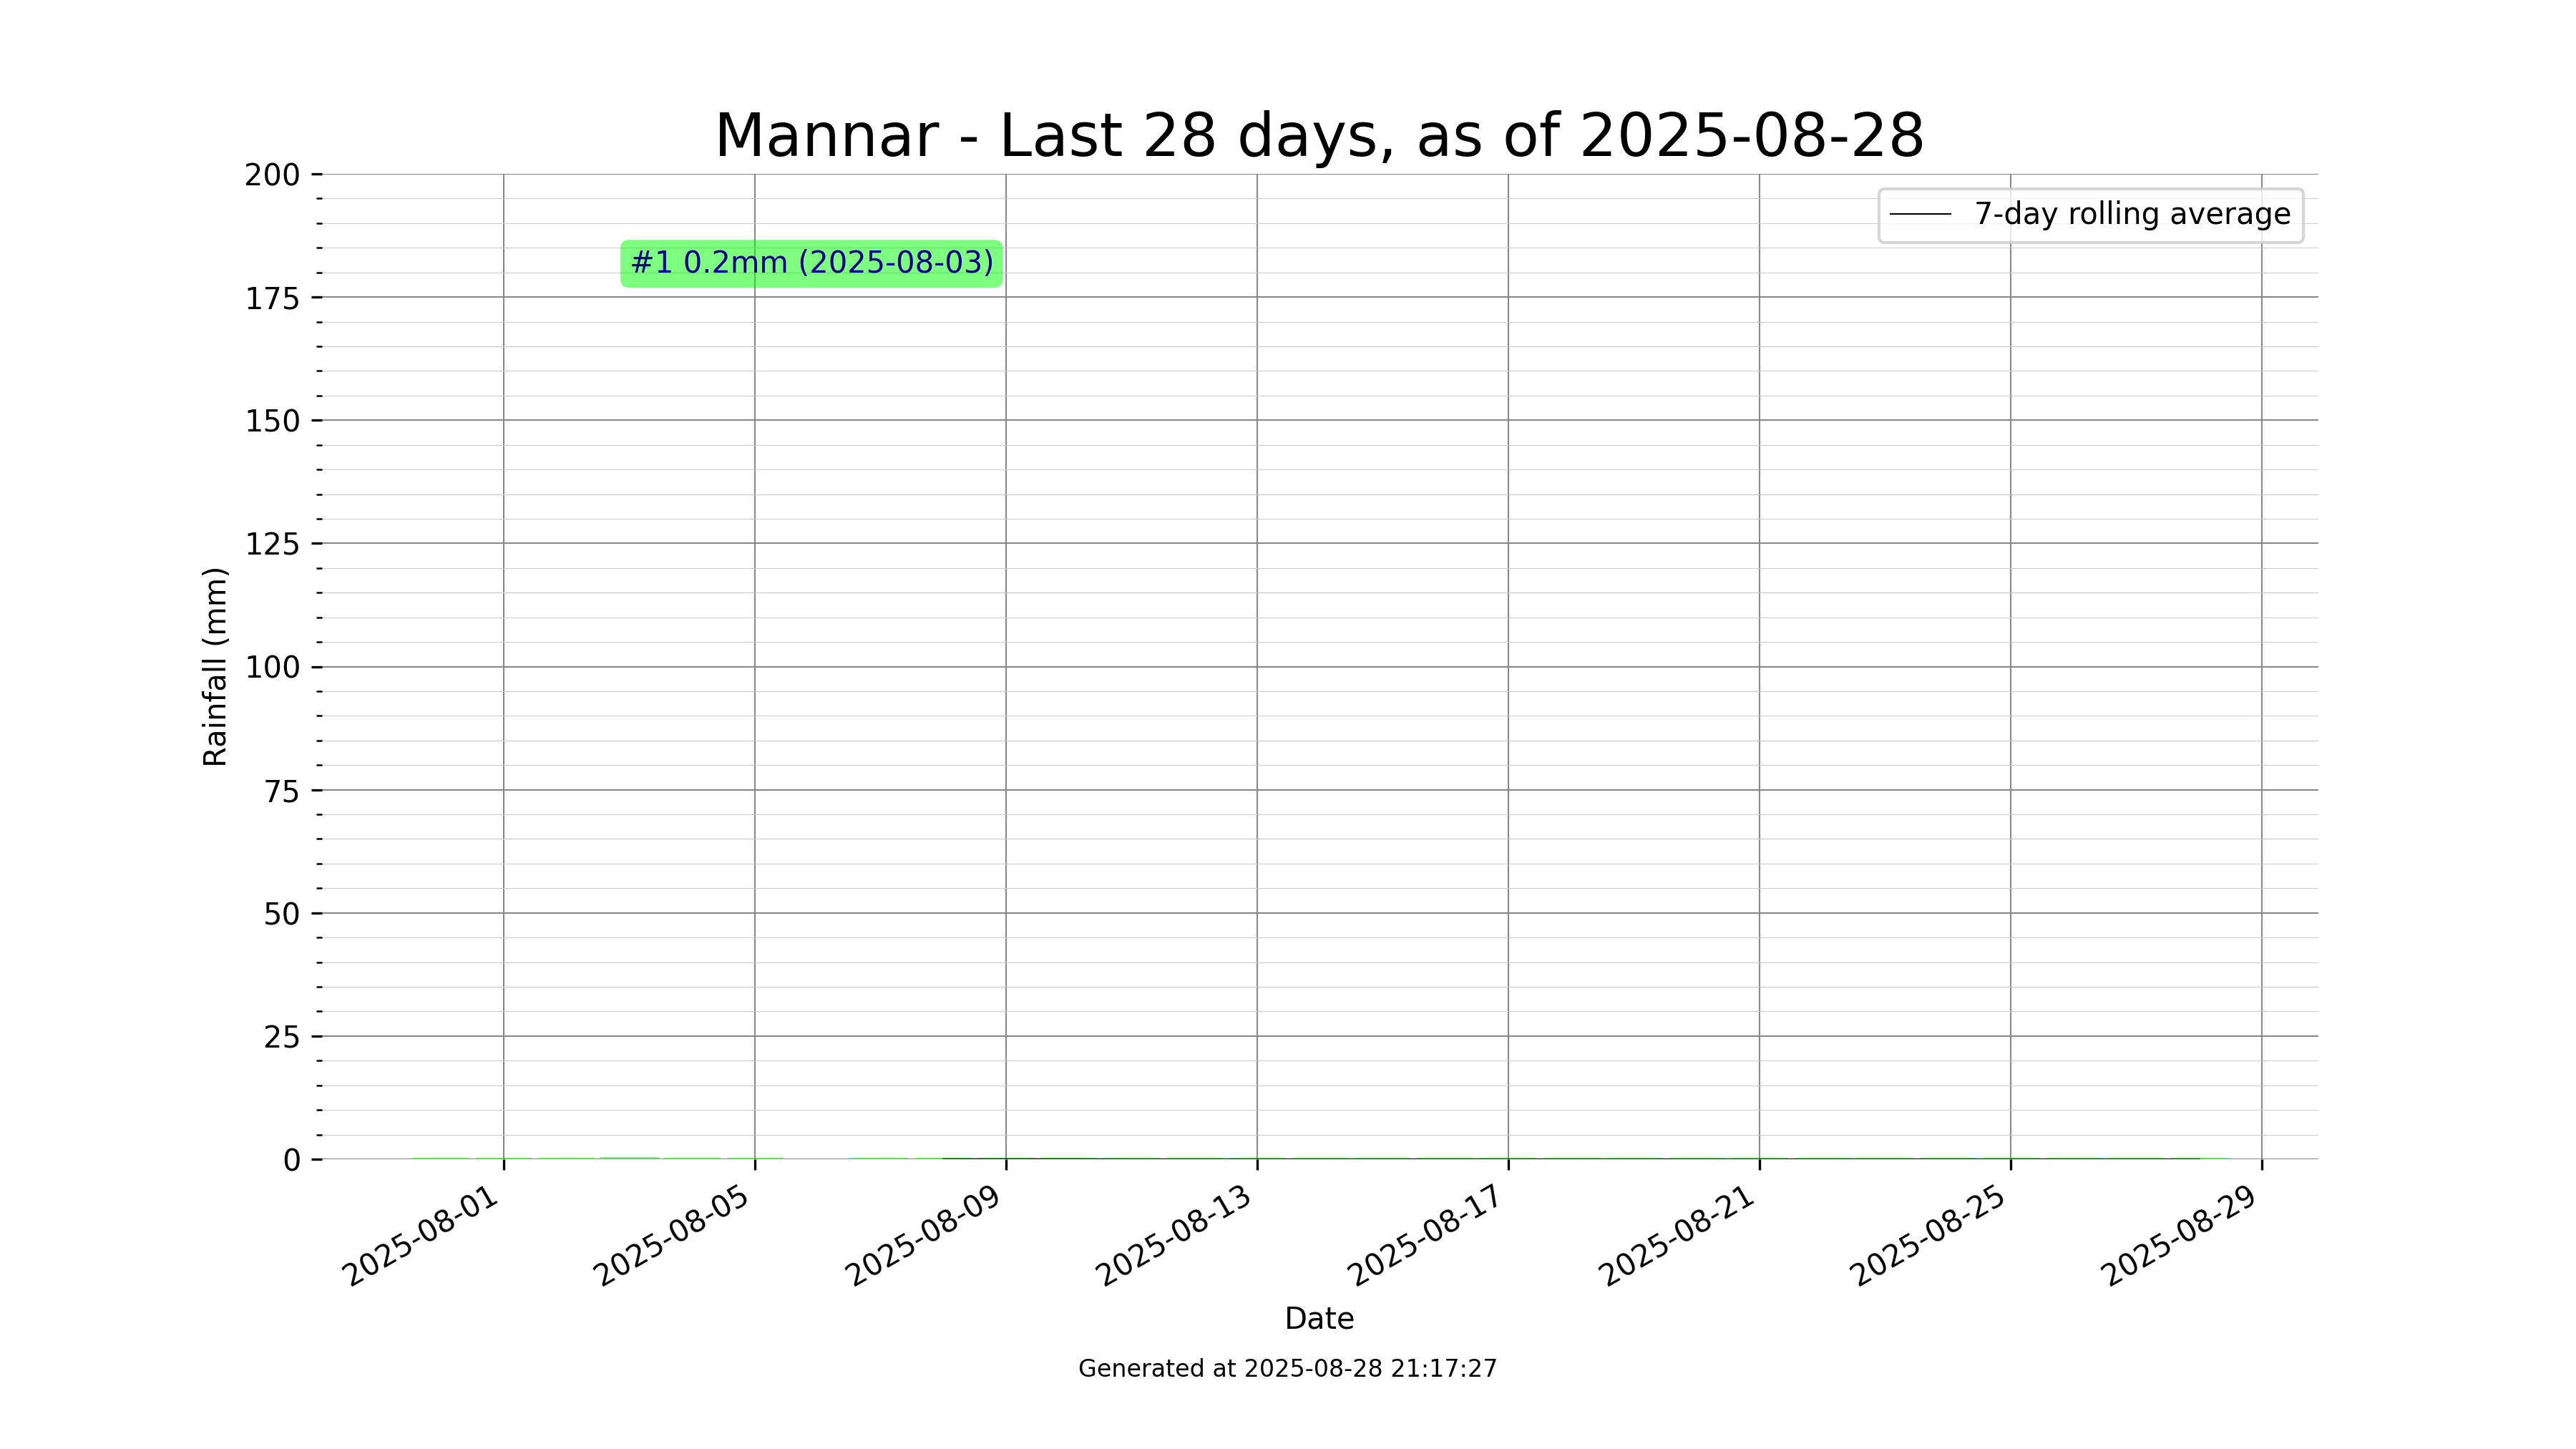 Mannar - Last 28 days, as of 2025-08-28
7-day rolling average
#1 0.2mm (2025-08-03)
Rainfall (mm)
200
175
150
125
100
75
50
25
0
2025-08-01
2025-08-05
2025-08-09
2025-08-13
2025-08-17
2025-08-21
2025-08-25
2025-08-29
Date
Generated at 2025-08-28 21:17:27